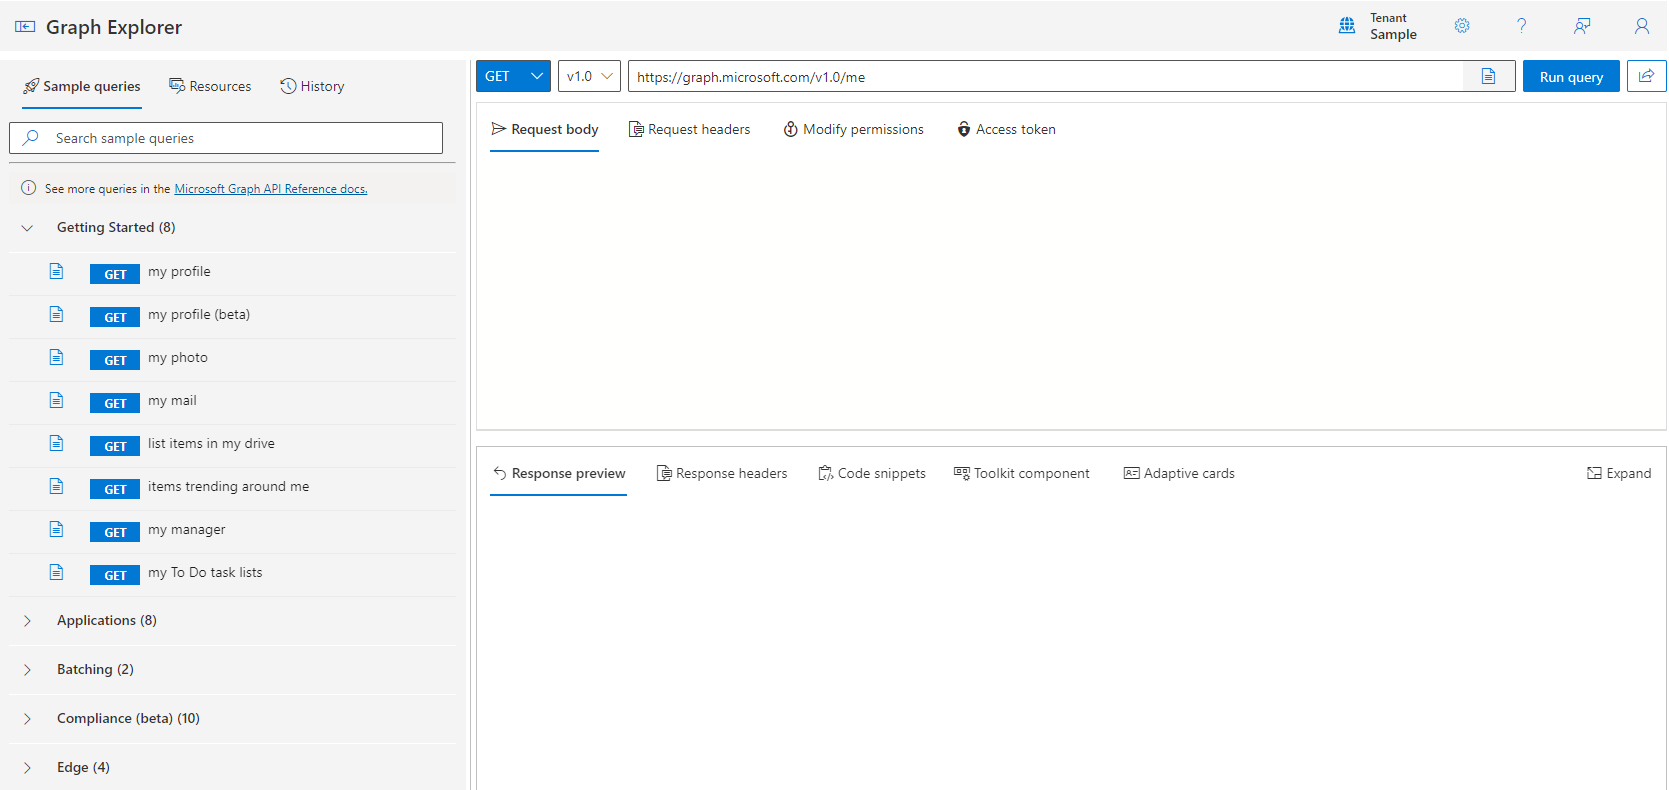 Graph Explorer
Tenant
Sample
Sample queries
Resources
History
Search sample queries
See more queries in the Microsoft Graph API Reference docs.
Getting Started (8)
GET my profile
GET my profile (beta)
GET my photo
GET my mail
GET list items in my drive
GET items trending around me
GET my manager
GET my To Do task lists
Applications (8)
Batching (2)
Compliance (beta) (10)
Edge (4)
GET
v1.0
https://graph.microsoft.com/v1.0/me
Run query
Request body
Request headers
Modify permissions
Access token
Response preview
Response headers
Code snippets
Toolkit component
Adaptive cards
Expand